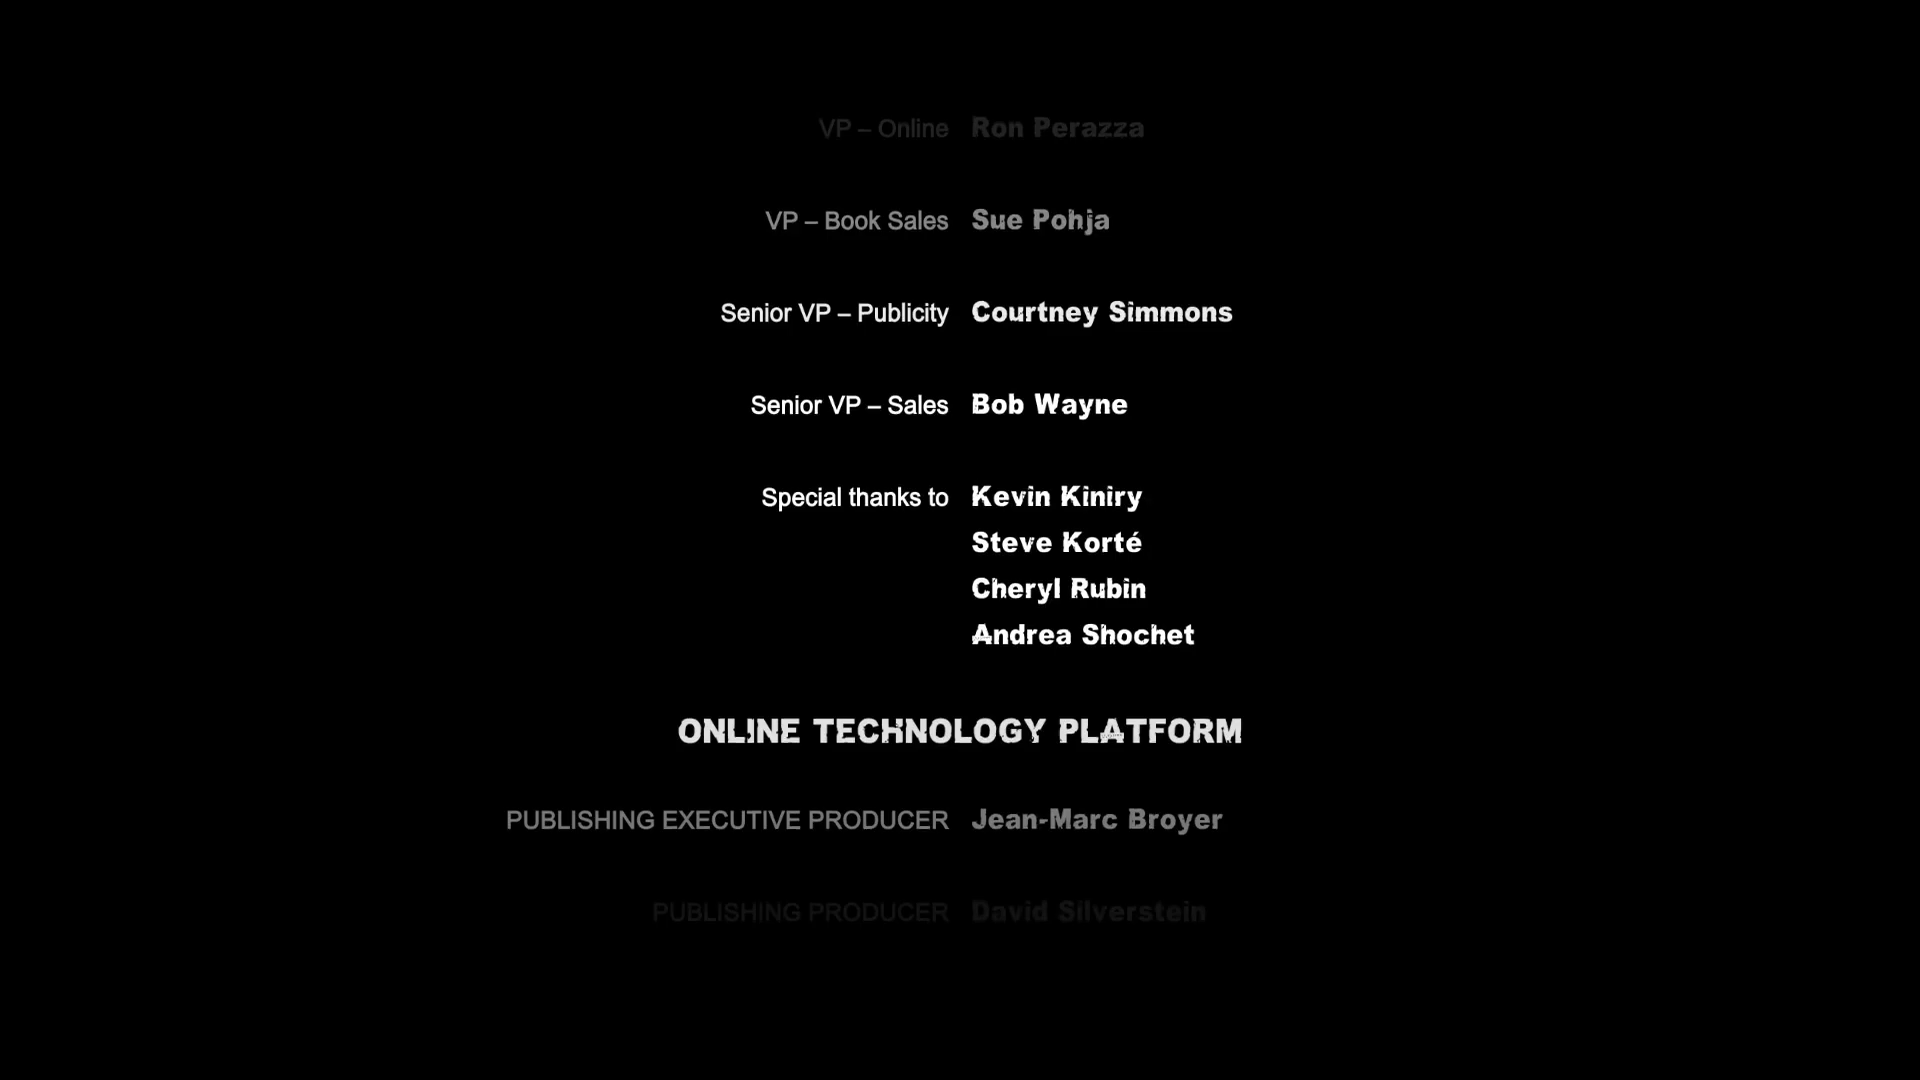 VP – Online Ron Perazza
VP – Book Sales Sue Pohja
Senior VP – Publicity Courtney Simmons
Senior VP – Sales Bob Wayne
Special thanks to Kevin Kiniry
Steve Korté
Cheryl Rubin
Andrea Shochet
ONLINE TECHNOLOGY PLATFORM
PUBLISHING EXECUTIVE PRODUCER Jean-Marc Broyer
PUBLISHING PRODUCER David Silverstein